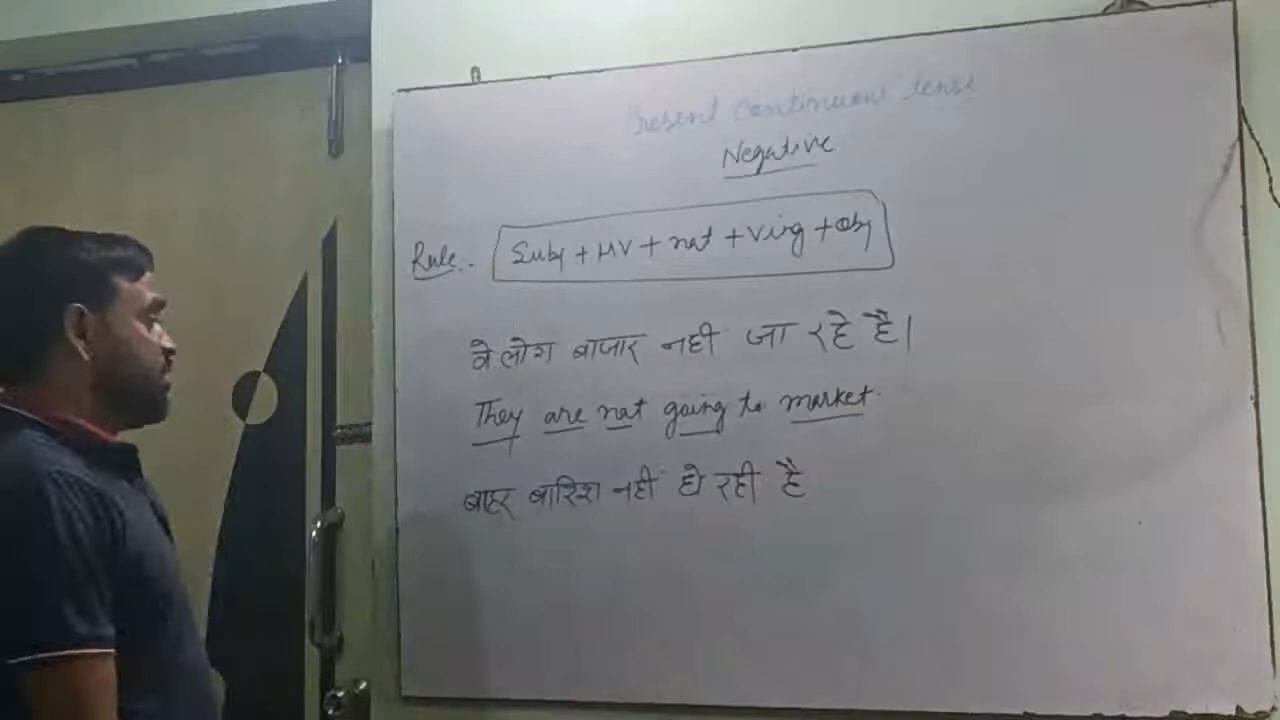 Present continuous tense
Negative
Rule.. Subj + HV + not + Ving + Obj
वे लोग बाजार नही जा रहे है।
They are not going to market.
बाहर बारिश नहीं हो रही है